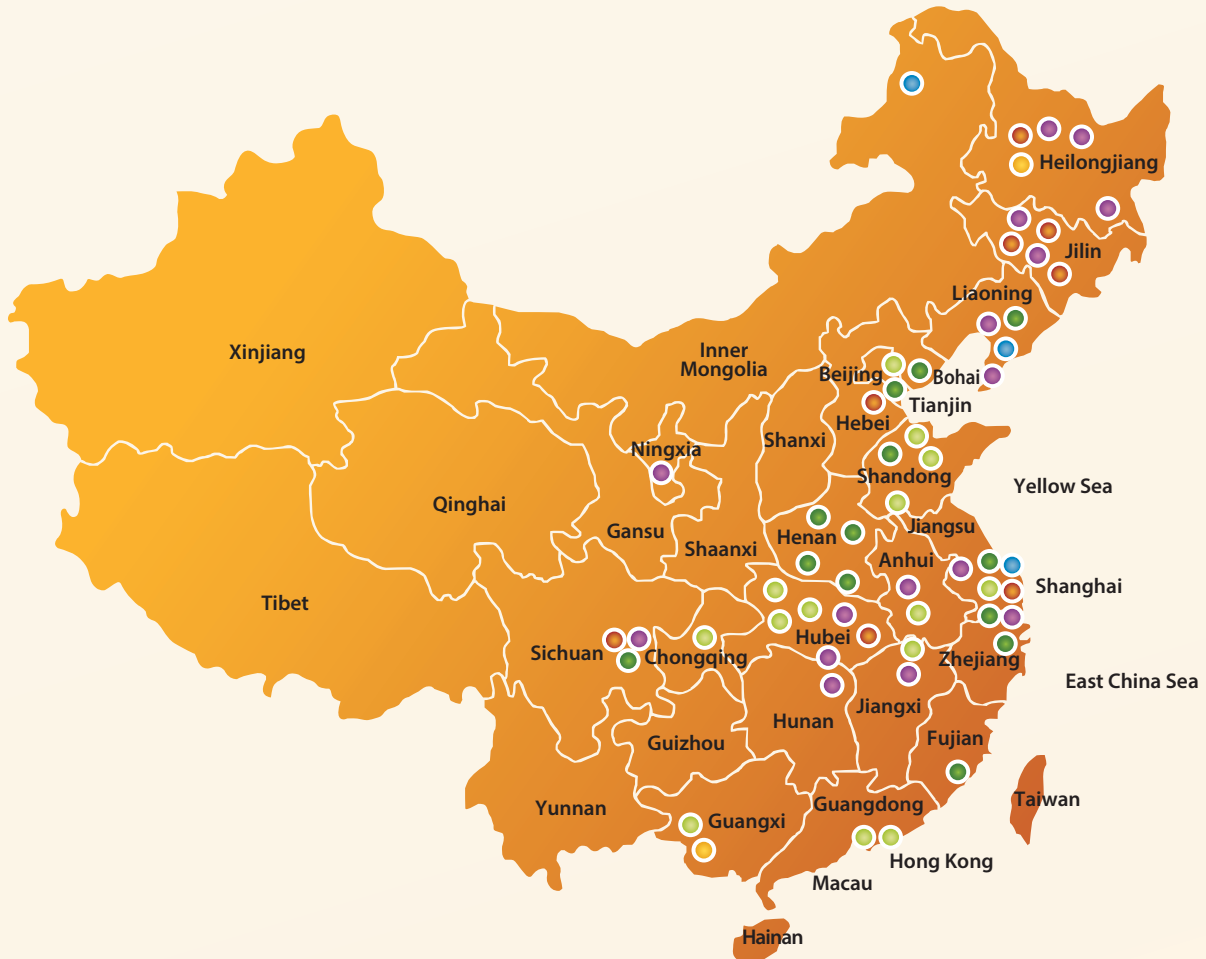 Heilongjiang
Jilin
Liaoning
Xinjiang
Inner
Mongolia
Beijing
Bohai
Tianjin
Hebei
Shanxi
Ningxia
Shandong
Yellow Sea
Qinghai
Gansu
Henan
Jiangsu
Shaanxi
Anhui
Shanghai
Tibet
Hubei
Sichuan
Chongqing
Zhejiang
East China Sea
Jiangxi
Hunan
Fujian
Guizhou
Taiwan
Guangdong
Yunnan
Guangxi
Hong Kong
Macau
Hainan